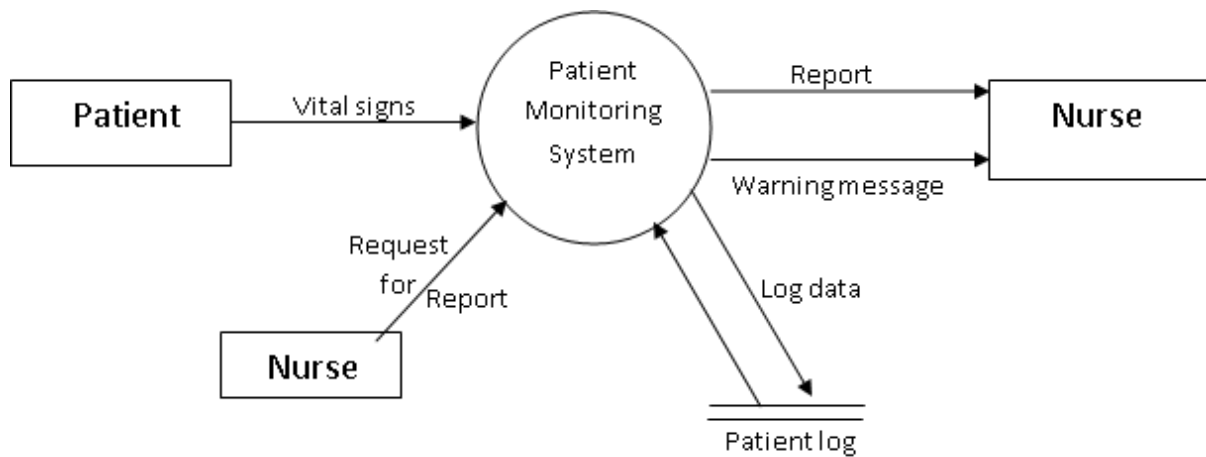 Patient
Vital signs
Patient
Monitoring
System
Report
Warning message
Nurse
Request
for
Report
Nurse
Log data
Patient log